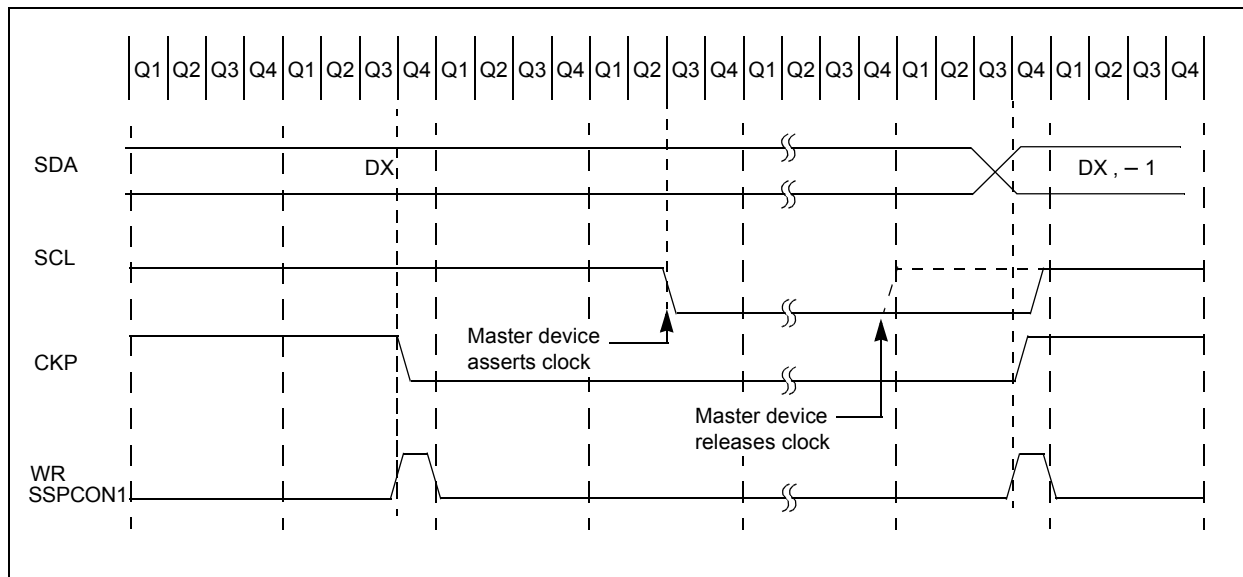 Q1 Q2 Q3 Q4 Q1 Q2 Q3 Q4 Q1 Q2 Q3 Q4 Q1 Q2 Q3 Q4 Q1 Q2 Q3 Q4 Q1 Q2 Q3 Q4 Q1 Q2 Q3 Q4
SDA
DX
DX , – 1
SCL
Master device
asserts clock
CKP
Master device
releases clock
WR
SSPCON1